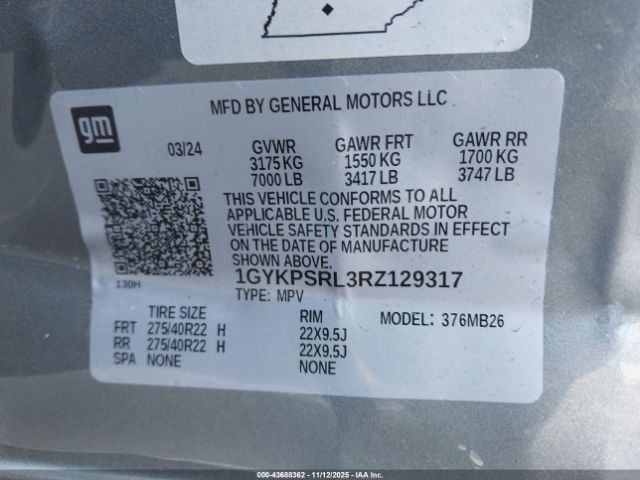 gm
MFD BY GENERAL MOTORS LLC
03/24 GVWR GAWR FRT GAWR RR
3175 KG 1550 KG 1700 KG
7000 LB 3417 LB 3747 LB
THIS VEHICLE CONFORMS TO ALL
APPLICABLE U.S. FEDERAL MOTOR
VEHICLE SAFETY STANDARDS IN EFFECT
ON THE DATE OF MANUFACTURE
SHOWN ABOVE.
130H
1GYKPSRL3RZ129317
TYPE: MPV
TIRE SIZE RIM MODEL: 376MB26
FRT 275/40R22 H 22X9.5J
RR 275/40R22 H 22X9.5J
SPA NONE NONE
© 2000-43688362 - 11/12/2025 - IAA, Inc.